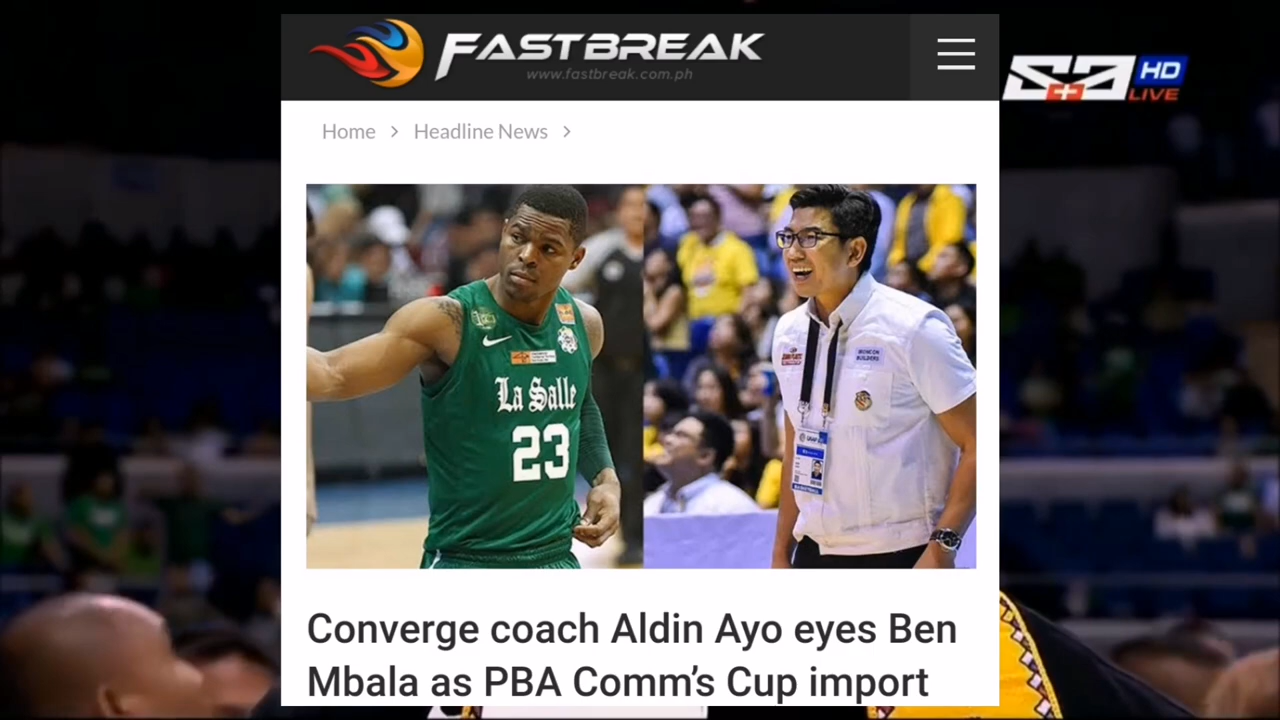 FASTBREAK
www.fastbreak.com.ph
S+A HD
LIVE
Home > Headline News >
La Salle
23
Converge coach Aldin Ayo eyes Ben
Mbala as PBA Comm's Cup import